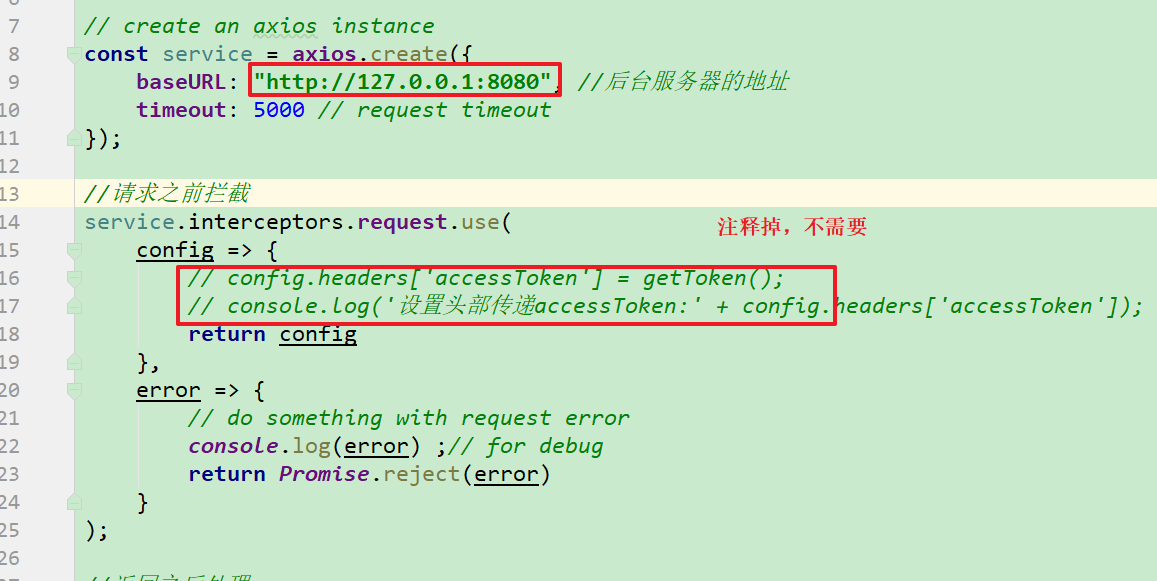 7 // create an axios instance
8 const service = axios.create({
9 baseURL: "http://127.0.0.1:8080", //后台服务器的地址
10 timeout: 5000 // request timeout
11 });
12
13 //请求之前拦截
14 service.interceptors.request.use(
注释掉，不需要
15 config => {
16 // config.headers['accessToken'] = getToken();
17 // console.log('设置头部传递accessToken:' + config.headers['accessToken']);
18 return config
19 },
20 error => {
21 // do something with request error
22 console.log(error) ;// for debug
23 return Promise.reject(error)
24 }
25 );
26